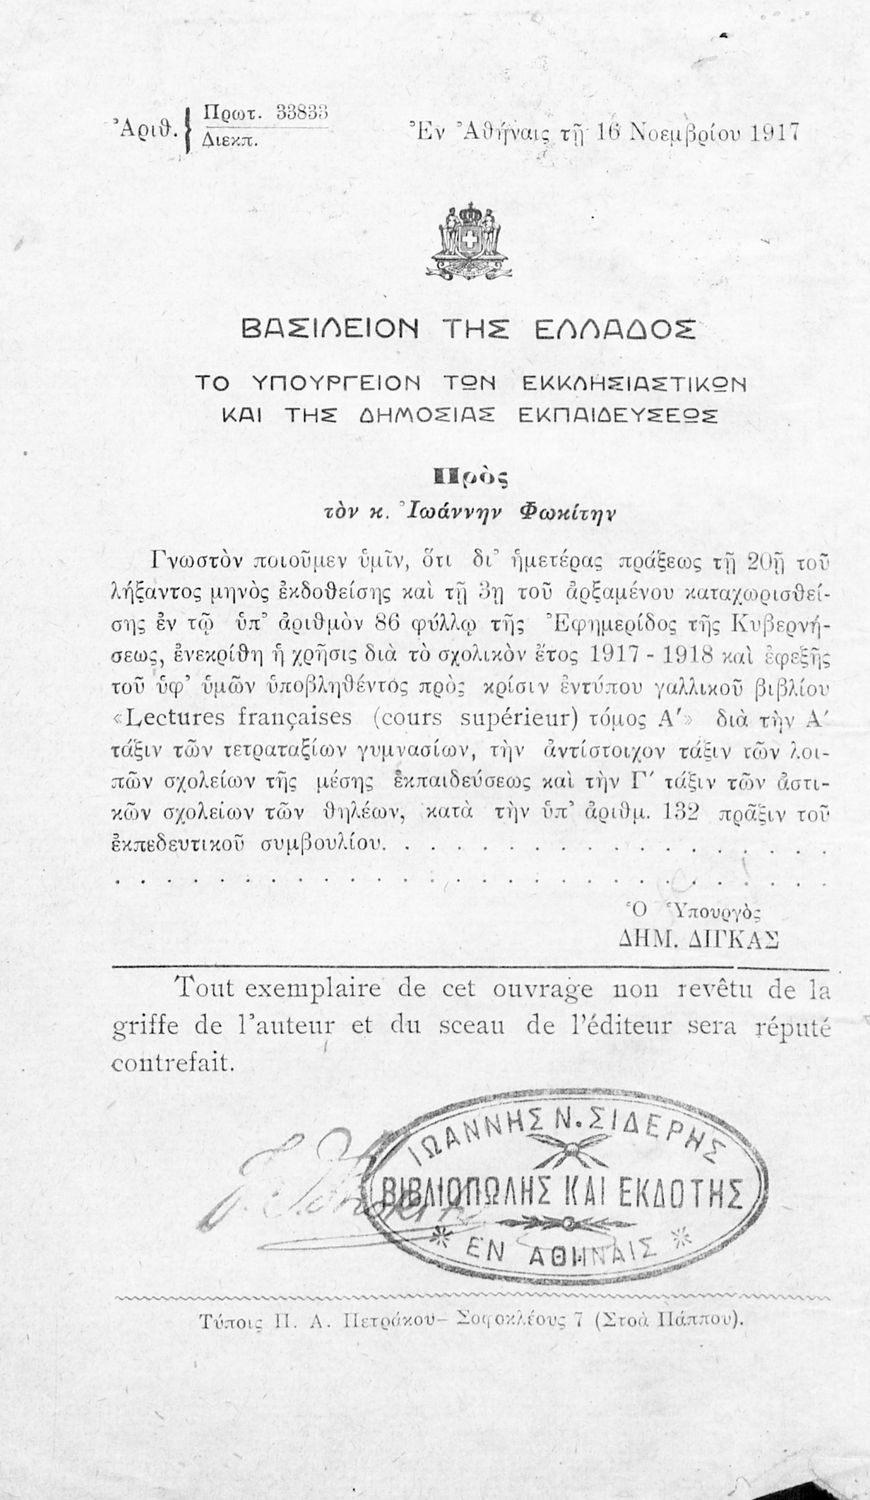 Ἀριθ. { Πρωτ. 33833
Διεκπ.
Ἐν Ἀθήναις τῇ 16 Νοεμβρίου 1917
ΒΑΣΙΛΕΙΟΝ ΤΗΣ ΕΛΛΑΔΟΣ
ΤΟ ΥΠΟΥΡΓΕΙΟΝ ΤΩΝ ΕΚΚΛΗΣΙΑΣΤΙΚΩΝ
ΚΑΙ ΤΗΣ ΔΗΜΟΣΙΑΣ ΕΚΠΑΙΔΕΥΣΕΩΣ
Πρὸς
τὸν κ. Ἰωάννην Φωκίτην
Γνωστὸν ποιοῦμεν ὑμῖν, ὅτι δι’ ἡμετέρας πράξεως τῇ 20ῇ τοῦ
λήξαντος μηνὸς ἐκδοθείσης καὶ τῇ 3ῃ τοῦ ἀρξαμένου καταχωρισθεί-
σης ἐν τῷ ὑπ’ ἀριθμὸν 86 φύλλῳ τῆς Ἐφημερίδος τῆς Κυβερνή-
σεως, ἐνεκρίθη ἡ χρῆσις διὰ τὸ σχολικὸν ἔτος 1917 - 1918 καὶ ἐφεξῆς
τοῦ ὑφ’ ὑμῶν ὑποβληθέντος πρὸς κρίσιν ἐντύπου γαλλικοῦ βιβλίου
«Lectures françaises (cours supérieur) τόμος Α′» διὰ τὴν Α′
τάξιν τῶν τετραταξίων γυμνασίων, τὴν ἀντίστοιχον τάξιν τῶν λοι-
πῶν σχολείων τῆς μέσης ἐκπαιδεύσεως καὶ τὴν Γ′ τάξιν τῶν ἀστι-
κῶν σχολείων τῶν θηλέων, κατὰ τὴν ὑπ’ ἀριθμ. 132 πρᾶξιν τοῦ
ἐκπεδευτικοῦ συμβουλίου. . . . . . . . . . . . . . . . . .
. . . . . . . . . . . . . . . . . . . . . . . . . . . .
Ὁ Ὑπουργὸς
ΔΗΜ. ΔΙΓΚΑΣ
Tout exemplaire de cet ouvrage non revêtu de la
griffe de l’auteur et du sceau de l’éditeur sera réputé
contrefait.
ΙΩΑΝΝΗΣ Ν. ΣΙΔΕΡΗΣ
ΒΙΒΛΙΟΠΩΛΗΣ ΚΑΙ ΕΚΔΟΤΗΣ
* ΕΝ ΑΘΗΝΑΙΣ *
Τύποις Π. Α. Πετράκου– Σοφοκλέους 7 (Στοὰ Πάππου).